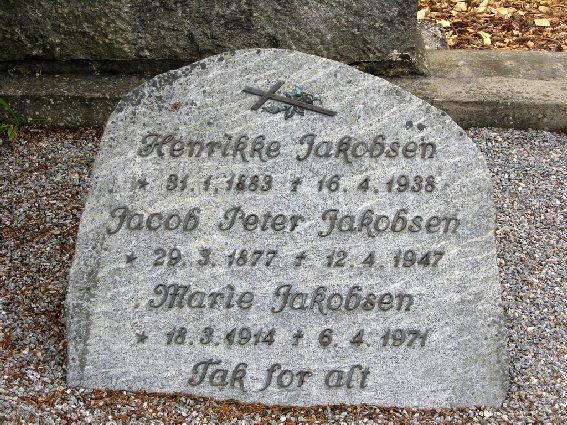 Henrikke Jakobsen
* 31. 1. 1883 † 16. 4. 1938
Jacob Peter Jakobsen
* 29. 3. 1877 † 12. 4. 1947
Marie Jakobsen
* 18. 3. 1914 † 6. 4. 1971
Tak for alt